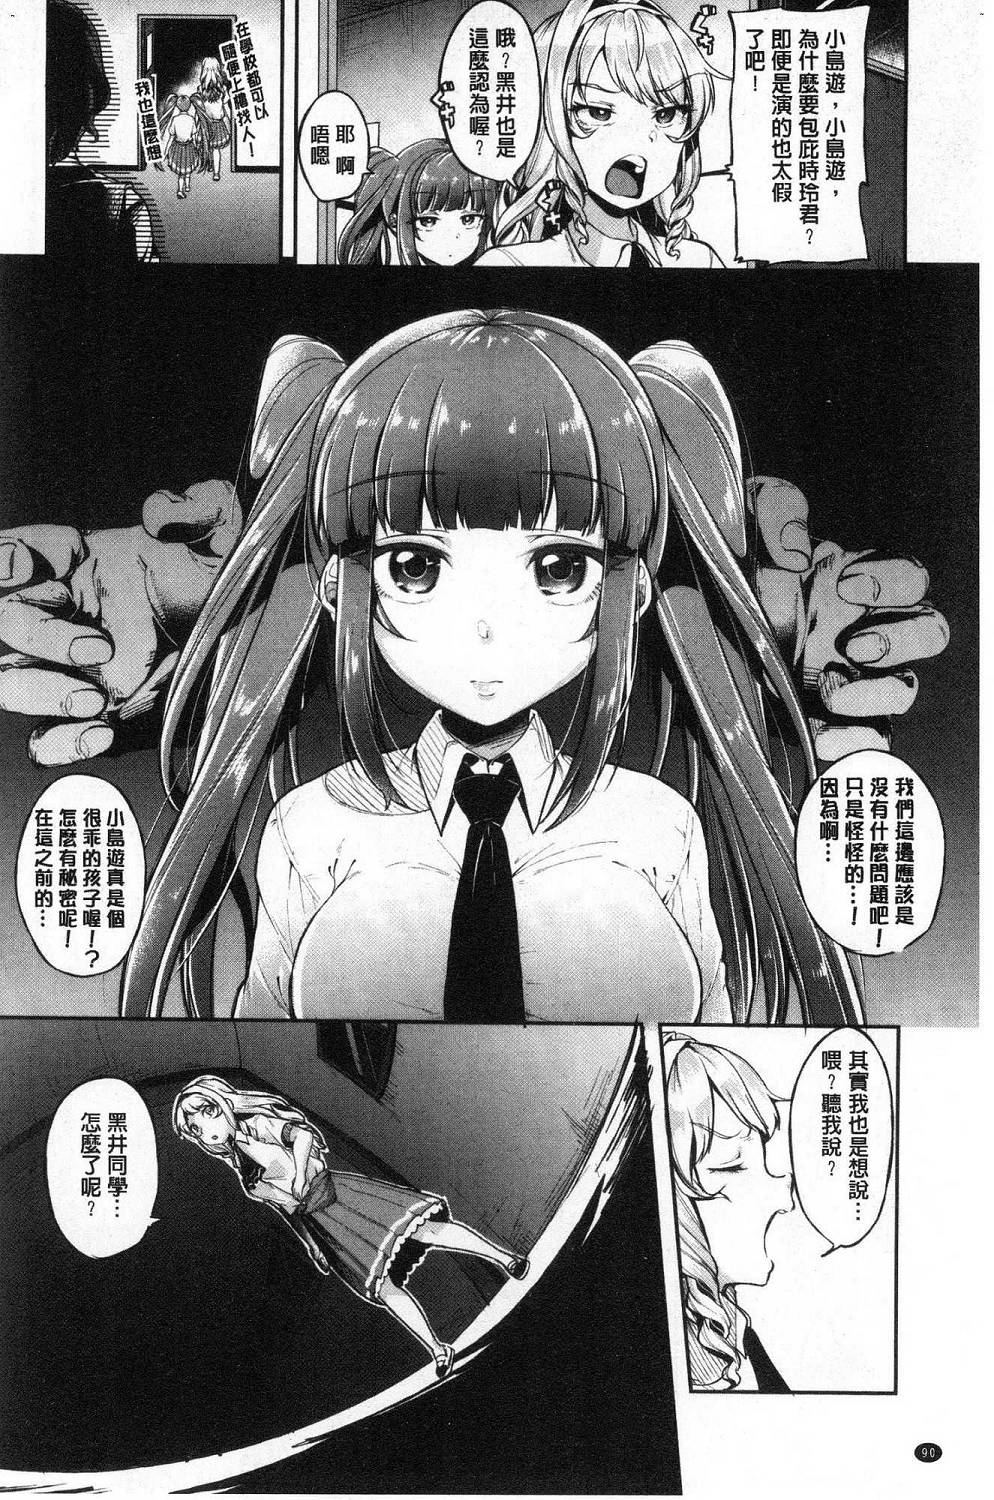 小島遊，小島遊，
為什麼要包庇時玲君？
即便是演的也太假
了吧！
哦？黑井也是
這麼認為喔？
耶啊
唔嗯
在學校都可以
隨便上牆找人！
我也這麼想
我們這邊應該是
沒有什麼問題吧！
只是怪怪的…！
因為啊…
小島遊真是個
很乖的孩子喔！？
怎麼有秘密呢！
在這之前的…
其實我也是想說…
喂？聽我說？
黑井同學…
怎麼了呢？
90